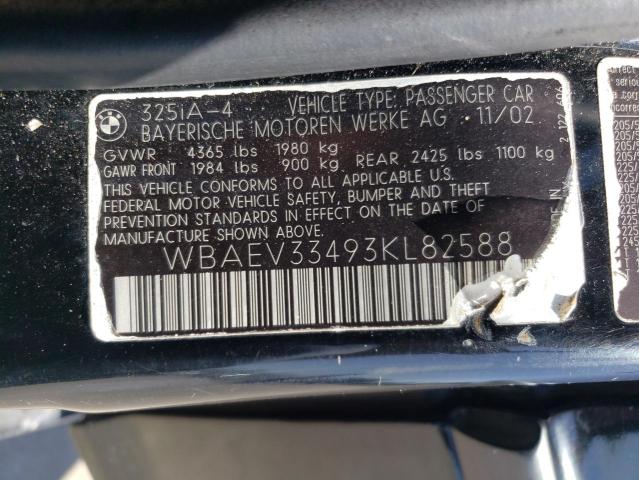 BMW
325IA-4 VEHICLE TYPE: PASSENGER CAR
BAYERISCHE MOTOREN WERKE AG 11/02
GVWR 4365 lbs 1980 kg
GAWR FRONT 1984 lbs 900 kg REAR 2425 lbs 1100 kg
THIS VEHICLE CONFORMS TO ALL APPLICABLE U.S.
FEDERAL MOTOR VEHICLE SAFETY, BUMPER AND THEFT
PREVENTION STANDARDS IN EFFECT ON THE DATE OF
MANUFACTURE SHOWN ABOVE.
WBAEV33493KL82588